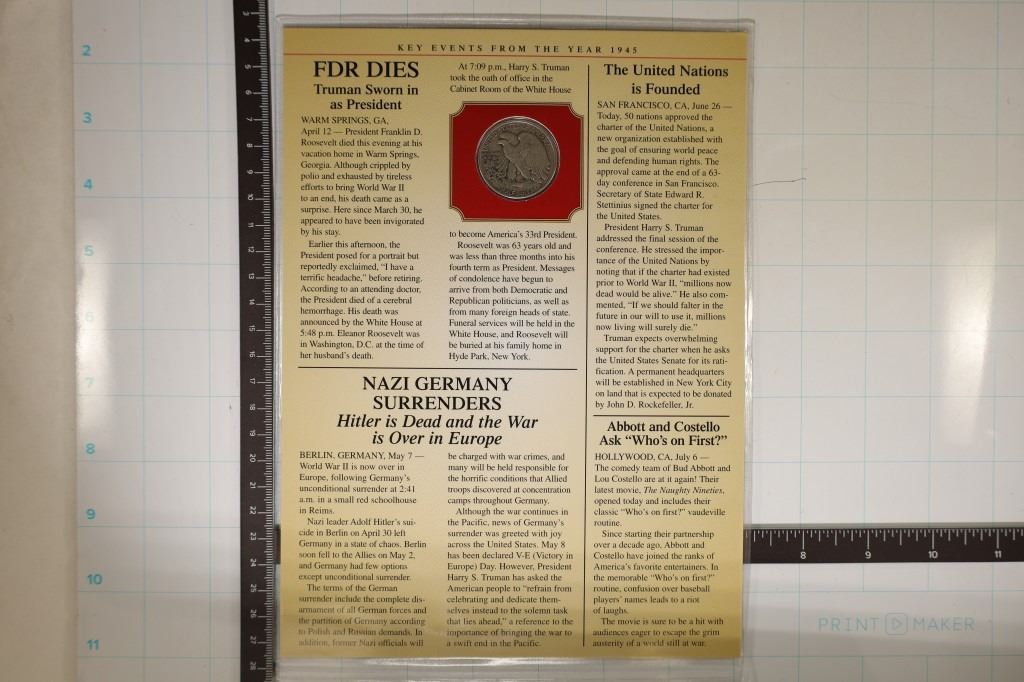 KEY EVENTS FROM THE YEAR 1945
FDR DIES
Truman Sworn in
as President
WARM SPRINGS, GA,
April 12 — President Franklin D.
Roosevelt died this evening at his
vacation home in Warm Springs,
Georgia. Although crippled by
polio and exhausted by tireless
efforts to bring World War II
to an end, his death came as a
surprise. Here since March 30, he
appeared to have been invigorated
by his stay.
Earlier this afternoon, the
President posed for a portrait but
reportedly exclaimed, “I have a
terrific headache,” before retiring.
According to an attending doctor,
the President died of a cerebral
hemorrhage. His death was
announced by the White House at
5:48 p.m. Eleanor Roosevelt was
in Washington, D.C. at the time of
her husband's death.
At 7:09 p.m., Harry S. Truman
took the oath of office in the
Cabinet Room of the White House
to become America's 33rd President.
Roosevelt was 63 years old and
was less than three months into his
fourth term as President. Messages
of condolence have begun to
arrive from both Democratic and
Republican politicians, as well as
from many foreign heads of state.
Funeral services will be held in the
White House, and Roosevelt will
be buried at his family home in
Hyde Park, New York.
The United Nations
is Founded
SAN FRANCISCO, CA, June 26 —
Today, 50 nations approved the
charter of the United Nations, a
new organization established with
the goal of ensuring world peace
and defending human rights. The
approval came at the end of a 63-
day conference in San Francisco.
Secretary of State Edward R.
Stettinius signed the charter for
the United States.
President Harry S. Truman
addressed the final session of the
conference. He stressed the impor-
tance of the United Nations by
noting that if the charter had existed
prior to World War II, “millions now
dead would be alive.” He also com-
mented, “If we should falter in the
future in our will to use it, millions
now living will surely die.”
Truman expects overwhelming
support for the charter when he asks
the United States Senate for its rati-
fication. A permanent headquarters
will be established in New York City
on land that is expected to be donated
by John D. Rockefeller, Jr.
NAZI GERMANY
SURRENDERS
Hitler is Dead and the War
is Over in Europe
BERLIN, GERMANY, May 7 —
World War II is now over in
Europe, following Germany's
unconditional surrender at 2:41
a.m. in a small red schoolhouse
in Reims.
Nazi leader Adolf Hitler's sui-
cide in Berlin on April 30 left
Germany in a state of chaos. Berlin
soon fell to the Allies on May 2,
and Germany had few options
except unconditional surrender.
The terms of the German
surrender include the complete dis-
armament of all German forces and
the partition of Germany according
to Polish and Russian demands. In
addition, former Nazi officials will
be charged with war crimes, and
many will be held responsible for
the horrific conditions that Allied
troops discovered at concentration
camps throughout Germany.
Although the war continues in
the Pacific, news of Germany's
surrender was greeted with joy
across the United States. May 8
has been declared V-E (Victory in
Europe) Day. However, President
Harry S. Truman has asked the
American people to “refrain from
celebrating and dedicate them-
selves instead to the solemn task
that lies ahead,” a reference to the
importance of bringing the war to
a swift end in the Pacific.
Abbott and Costello
Ask “Who's on First?”
HOLLYWOOD, CA, July 6 —
The comedy team of Bud Abbott and
Lou Costello are at it again! Their
latest movie, The Naughty Nineties,
opened today and includes their
classic “Who's on first?” vaudeville
routine.
Since starting their partnership
over a decade ago, Abbott and
Costello have joined the ranks of
America's favorite entertainers. In
the memorable “Who's on first?”
routine, confusion over baseball
players' names leads to a riot
of laughs.
The movie is sure to be a hit with
audiences eager to escape the grim
austerity of a world still at war.
2
3
4
5
6
7
8
9
10
11
8
9
10
11
PRINT MAKER